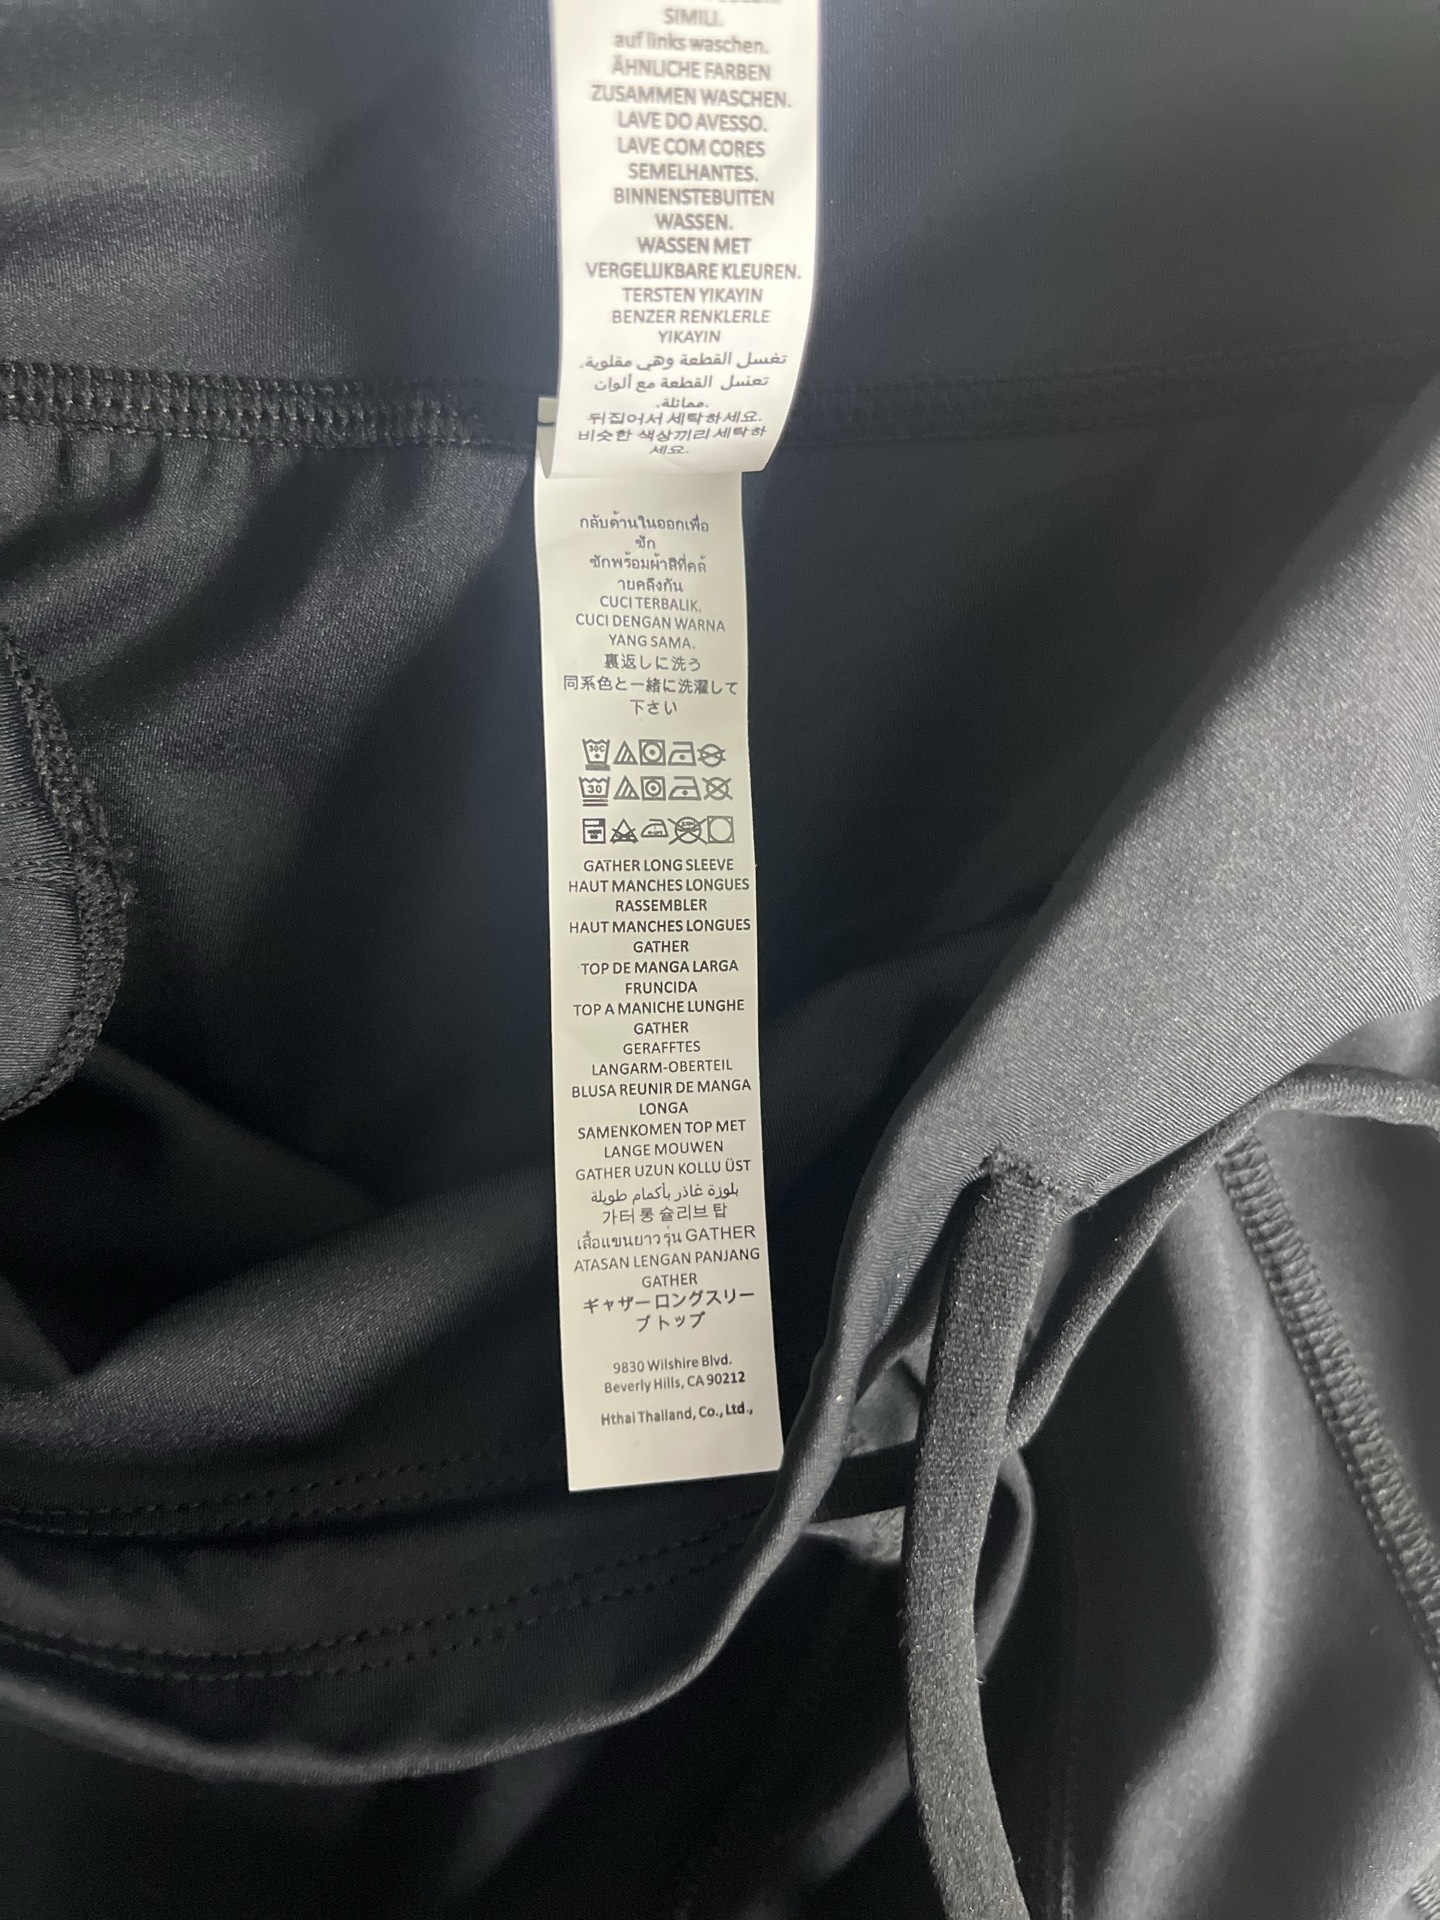 SIMILI.
auf links waschen.
ÄHNLICHE FARBEN
ZUSAMMEN WASCHEN.
LAVE DO AVESSO.
LAVE COM CORES
SEMELHANTES.
BINNENSTEBUITEN
WASSEN.
WASSEN MET
VERGELIJKBARE KLEUREN.
TERSTEN YIKAYIN
BENZER RENKLERLE
YIKAYIN
تغسل القطعة وهي مقلوبة.
تغسل القطعة مع ألوان
مماثلة.
뒤집어서 세탁하세요.
비슷한 색상끼리 세탁하
세요.
กลับด้านในออกเพื่อ
ซัก
ซักพร้อมผ้าสีที่คล้
ายคลึงกัน
CUCI TERBALIK.
CUCI DENGAN WARNA
YANG SAMA.
裏返しに洗う
同系色と一緒に洗濯して
下さい
30C
30
GATHER LONG SLEEVE
HAUT MANCHES LONGUES
RASSEMBLER
HAUT MANCHES LONGUES
GATHER
TOP DE MANGA LARGA
FRUNCIDA
TOP A MANICHE LUNGHE
GATHER
GERAFFTES
LANGARM-OBERTEIL
BLUSA REUNIR DE MANGA
LONGA
SAMENKOMEN TOP MET
LANGE MOUWEN
GATHER UZUN KOLLU ÜST
بلوزة غاذر بأكمام طويلة
가터 롱 슬리브 탑
เสื้อแขนยาว รุ่น GATHER
ATASAN LENGAN PANJANG
GATHER
ギャザー ロングスリー
ブ トップ
9830 Wilshire Blvd.
Beverly Hills, CA 90212
Hthai Thailand, Co., Ltd.,